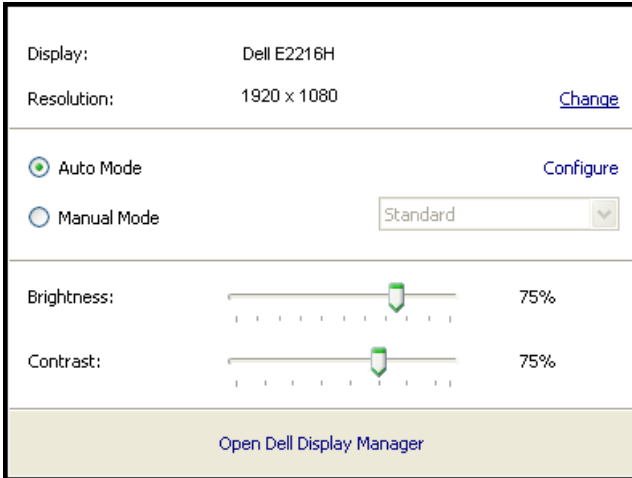 Display: Dell E2216H
Resolution: 1920 x 1080 Change
Auto Mode Configure
Manual Mode Standard
Brightness: 75%
Contrast: 75%
Open Dell Display Manager